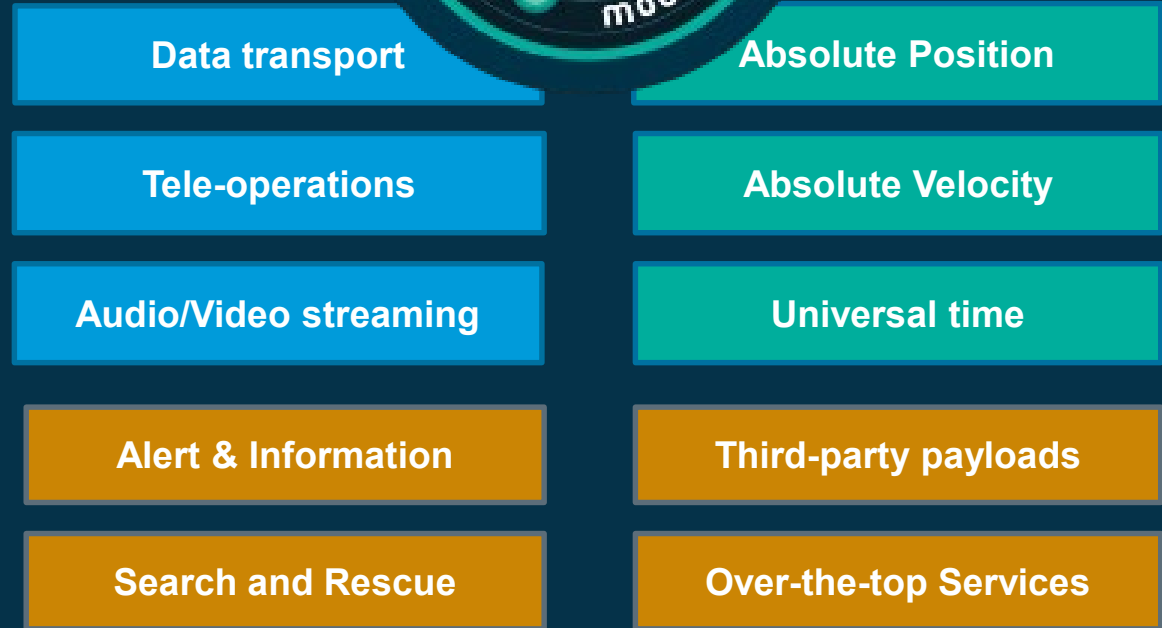 Data transport
Absolute Position
Tele-operations
Absolute Velocity
Audio/Video streaming
Universal time
Alert & Information
Third-party payloads
Search and Rescue
Over-the-top Services